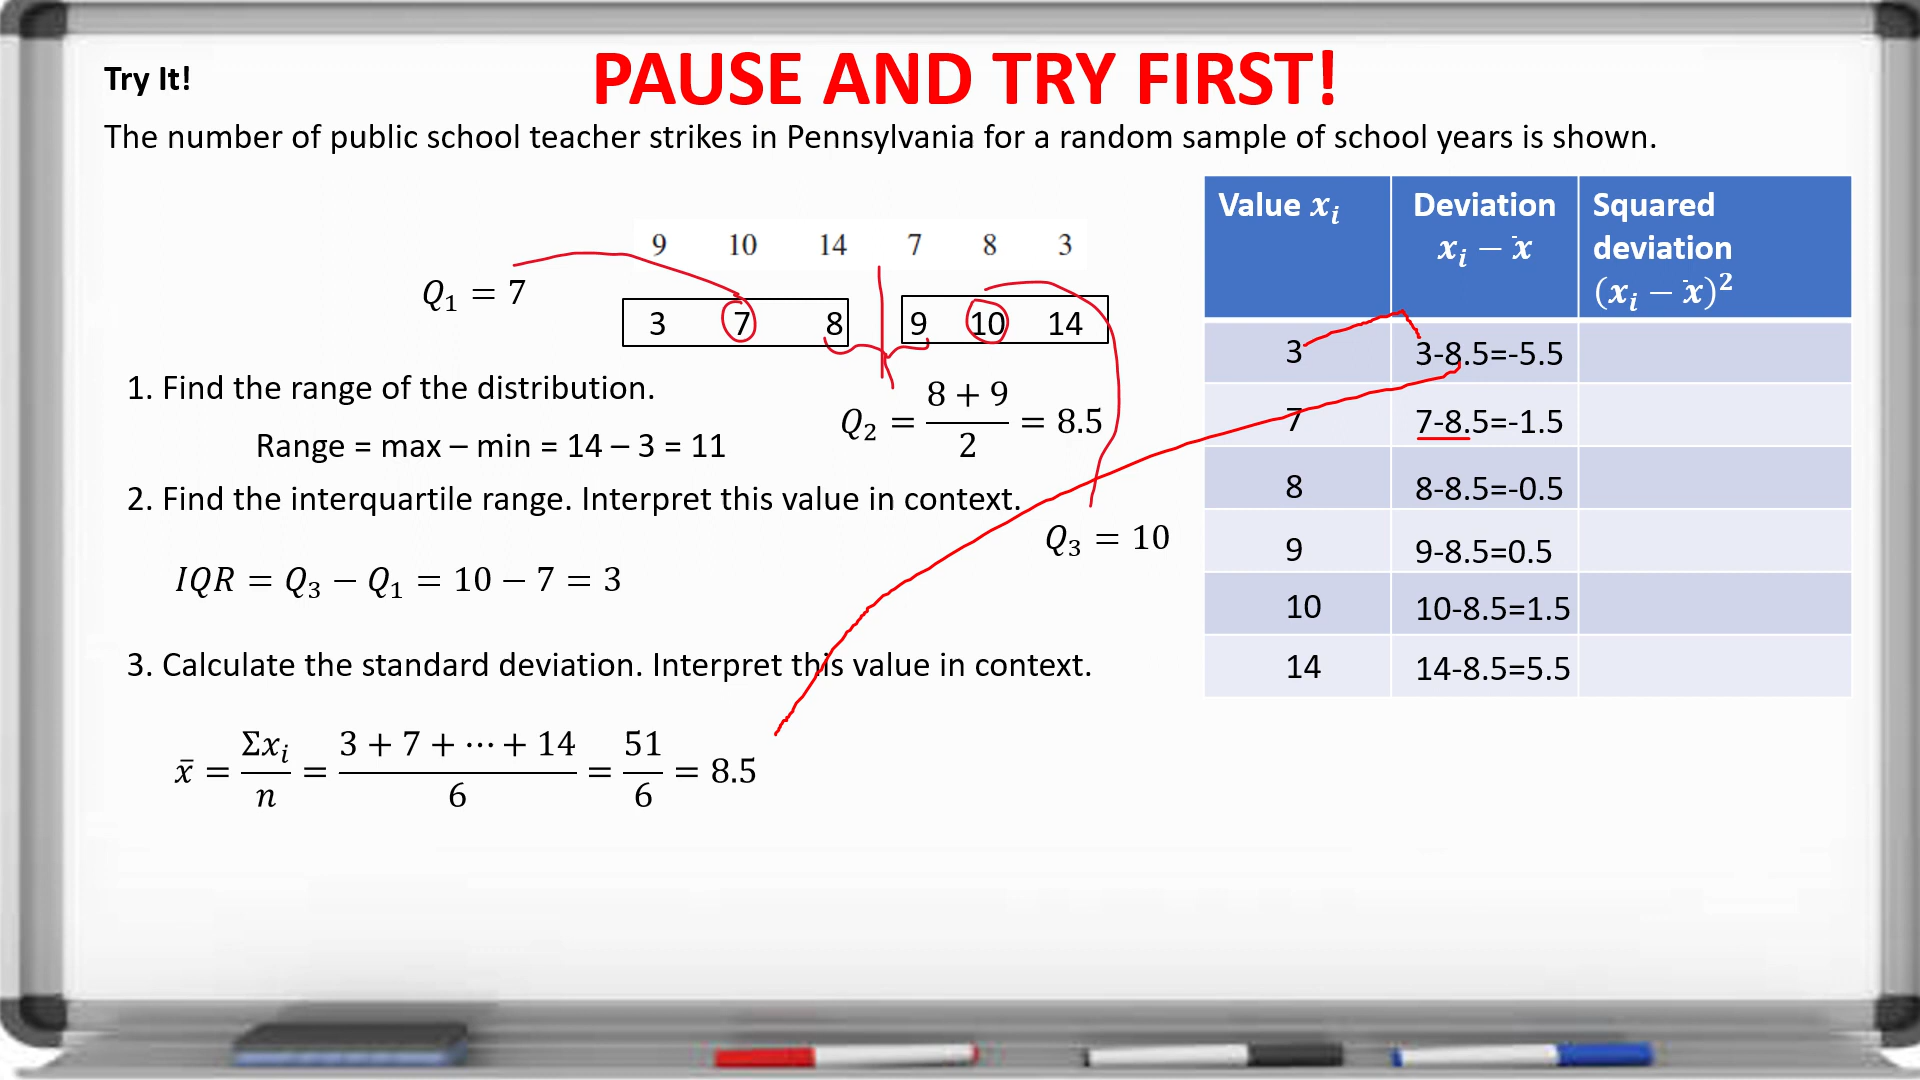 Try It!
PAUSE AND TRY FIRST!
The number of public school teacher strikes in Pennsylvania for a random sample of school years is shown.
9 10 14 7 8 3
Q₁ = 7
3 7 8 9 10 14
1. Find the range of the distribution.
Q₂ = (8 + 9)/2 = 8.5
Range = max – min = 14 – 3 = 11
2. Find the interquartile range. Interpret this value in context.
Q₃ = 10
IQR = Q₃ − Q₁ = 10 − 7 = 3
3. Calculate the standard deviation. Interpret this value in context.
x̄ = Σxᵢ/n = (3 + 7 + ⋯ + 14)/6 = 51/6 = 8.5
Value xᵢ Deviation xᵢ − x̄ Squared deviation (xᵢ − x̄)²
3 3-8.5=-5.5
7 7-8.5=-1.5
8 8-8.5=-0.5
9 9-8.5=0.5
10 10-8.5=1.5
14 14-8.5=5.5